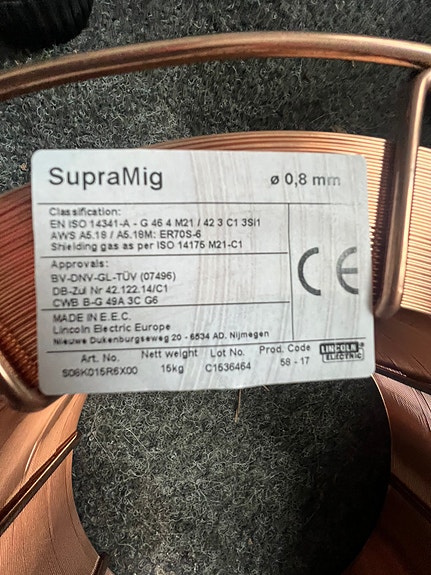 SupraMig ø 0,8 mm
Classification:
EN ISO 14341-A - G 46 4 M21 / 42 3 C1 3Si1
AWS A5.18 / A5.18M: ER70S-6
Shielding gas as per ISO 14175 M21-C1
Approvals:
BV-DNV-GL-TÜV (07496)
DB-Zul Nr 42.122.14/C1
CWB B-G 49A 3C G6
CE
MADE IN E.E.C.
Lincoln Electric Europe
Nieuwe Dukenburgseweg 20 - 6534 AD. Nijmegen
Art. No. Nett weight Lot No. Prod. Code LINCOLN
S06K015R6X00 15kg C1536464 58 - 17 ELECTRIC